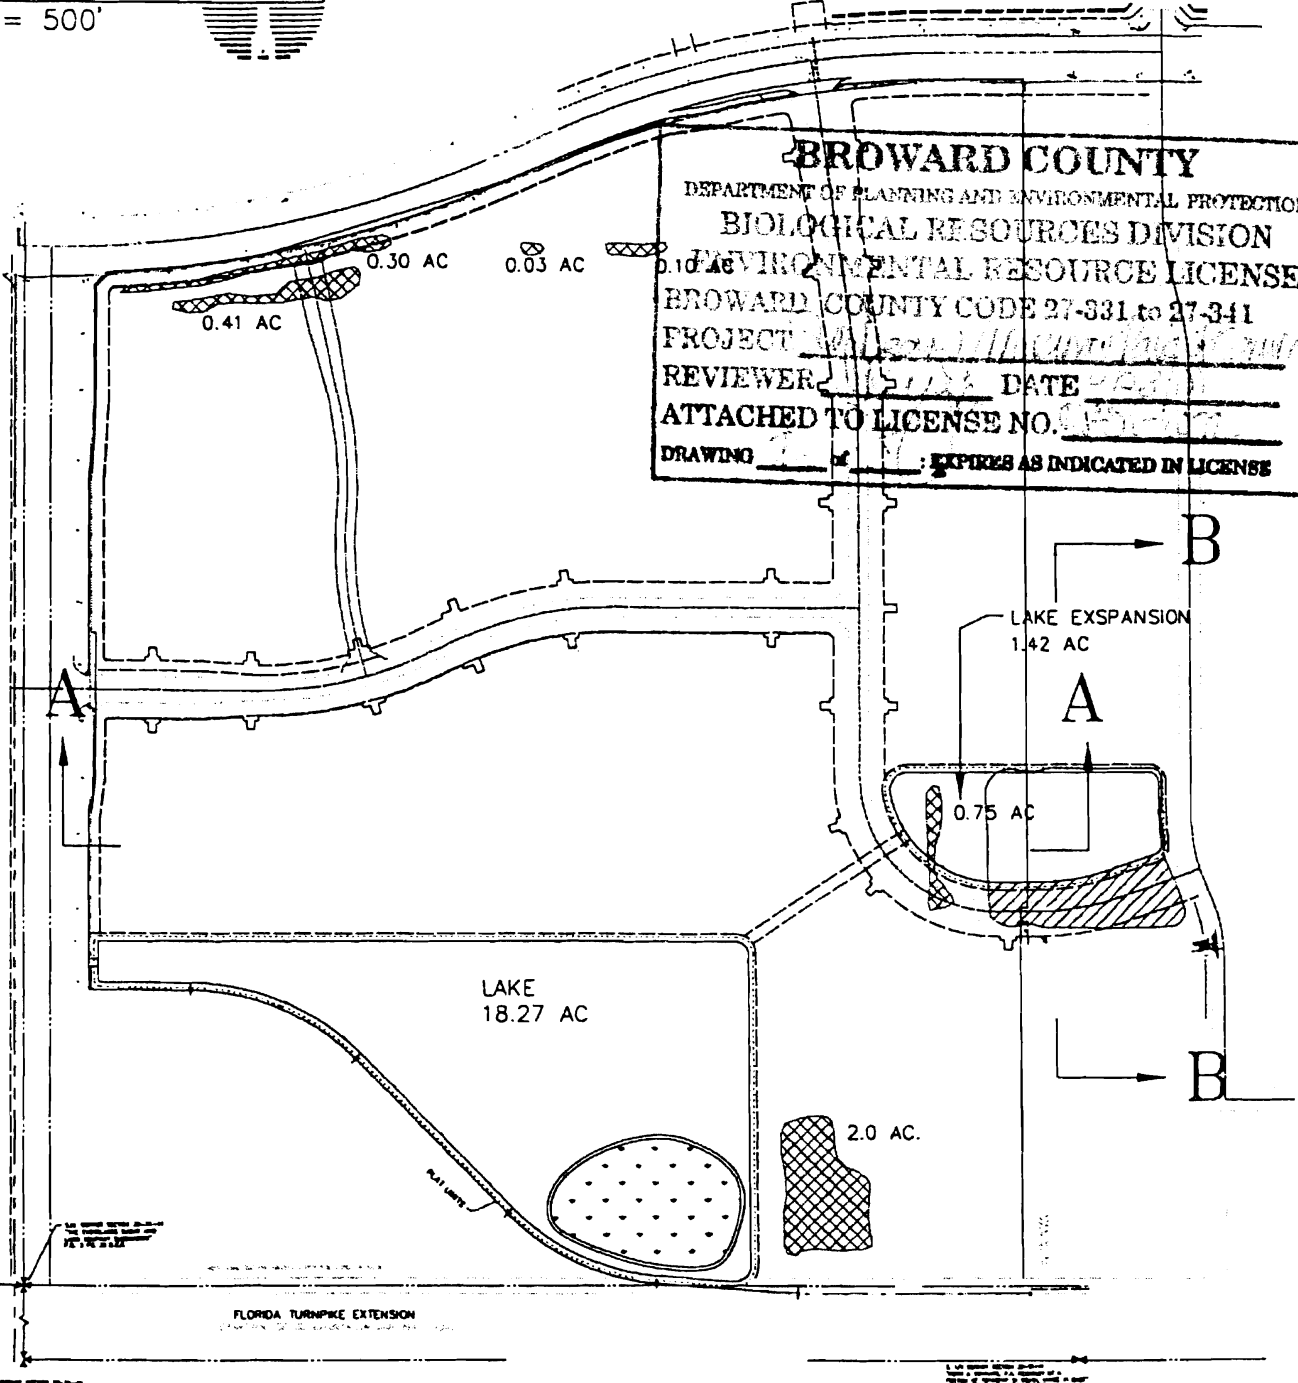 = 500'
BROWARD COUNTY
DEPARTMENT OF PLANNING AND ENVIRONMENTAL PROTECTIO
BIOLOGICAL RESOURCES DIVISION
ENVIRONMENTAL RESOURCE LICENSE
BROWARD COUNTY CODE 27-331 to 27-341
PROJECT
REVIEWER DATE
ATTACHED TO LICENSE NO.
DRAWING of : EXPIRES AS INDICATED IN LICENSE
0.30 AC
0.03 AC
0.10 AC
0.41 AC
B
LAKE EXSPANSION
1.42 AC
A
A
0.75 AC
LAKE
18.27 AC
B
2.0 AC.
PLAT LIMITS
FLORIDA TURNPIKE EXTENSION